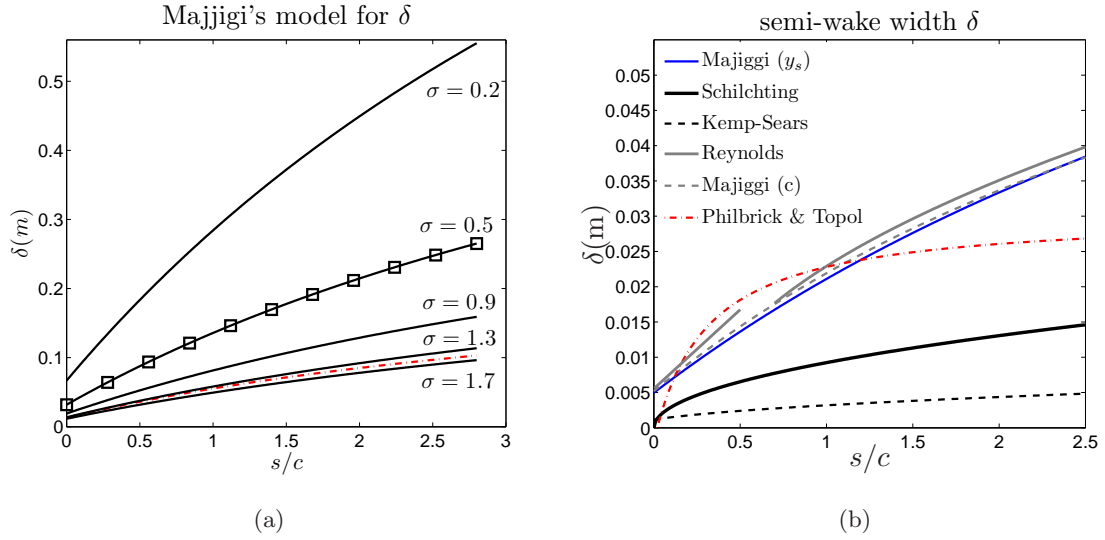 Majjigi's model for δ
0.5
0.4
0.3
0.2
0.1
0
δ(m)
σ = 0.2
σ = 0.5
σ = 0.9
σ = 1.3
σ = 1.7
0 0.5 1 1.5 2 2.5 3
s/c
(a)
semi-wake width δ
0.05
0.045
0.04
0.035
0.03
0.025
0.02
0.015
0.01
0.005
0
δ(m)
Majiggi (y_s)
Schilchting
Kemp-Sears
Reynolds
Majiggi (c)
Philbrick & Topol
0 0.5 1 1.5 2 2.5
s/c
(b)